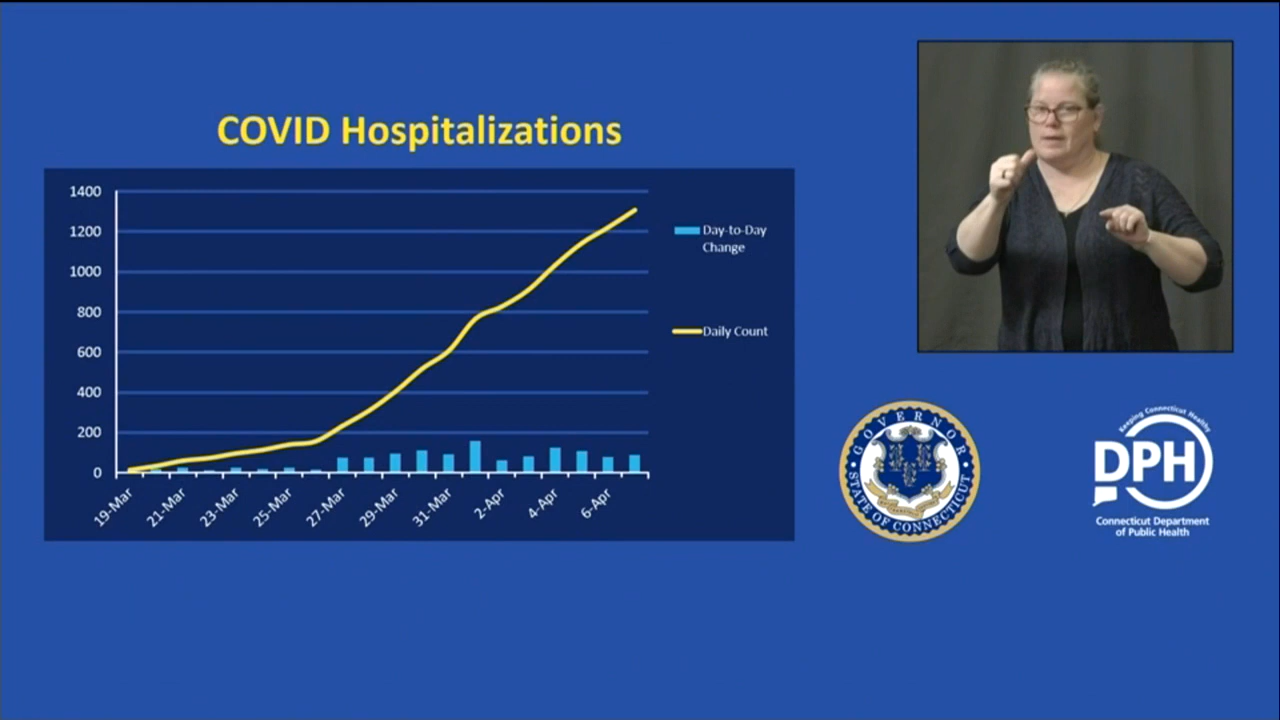 COVID Hospitalizations
1400
1200
1000
800
600
400
200
0
19-Mar
21-Mar
23-Mar
25-Mar
27-Mar
29-Mar
31-Mar
2-Apr
4-Apr
6-Apr
Day-to-Day
Change
Daily Count
GOVERNOR
STATE OF CONNECTICUT
Keeping Connecticut Healthy
DPH
Connecticut Department
of Public Health